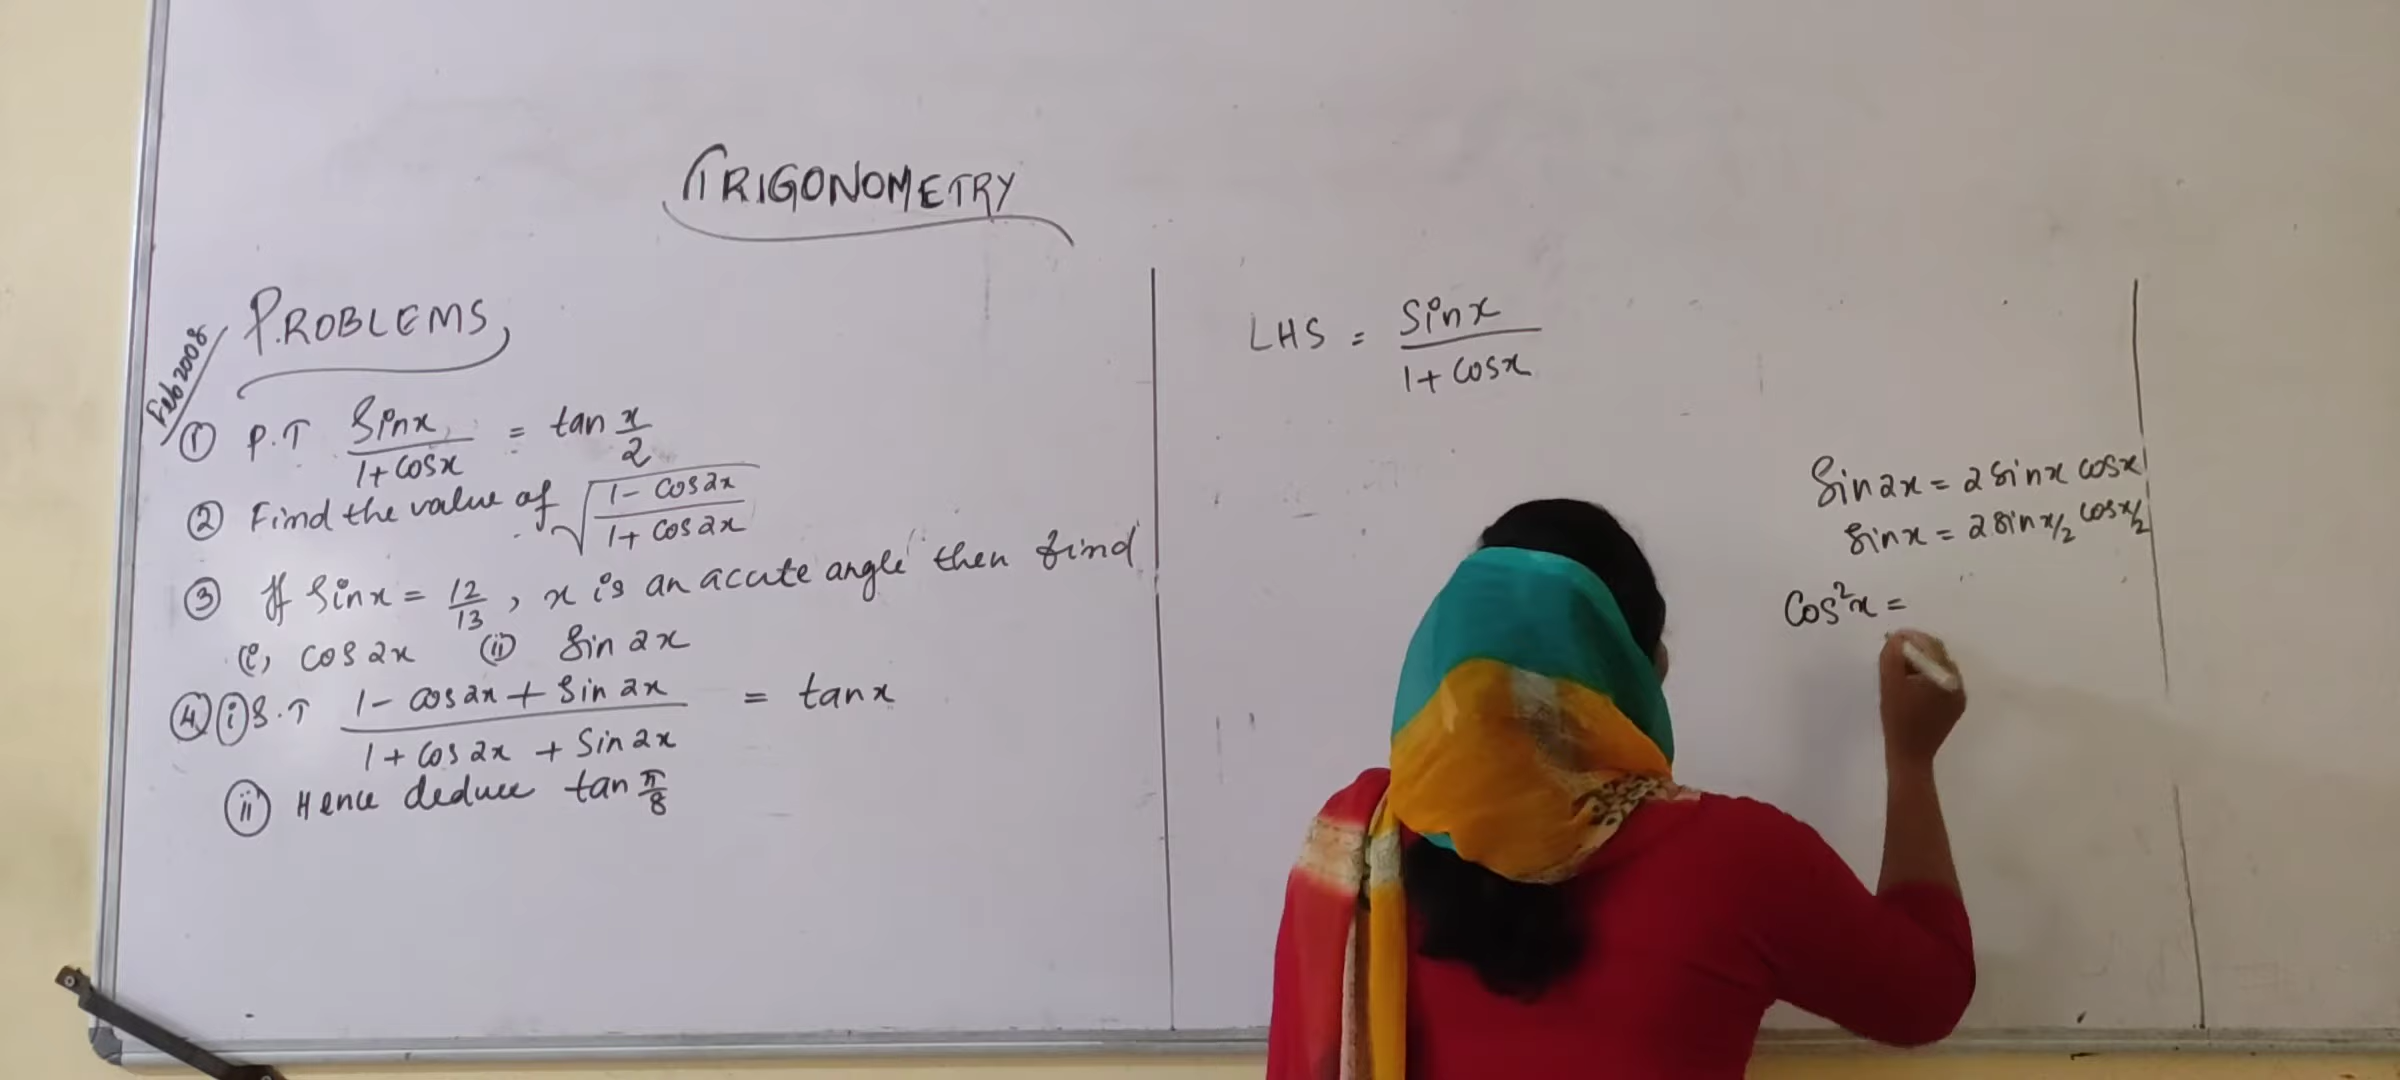 TRIGONOMETRY
PROBLEMS
Feb 2008
① P.T Sinx/1+cosx = tan x/2
② Find the value of √1-cos2x/1+cos2x
③ If Sinx = 12/13, x is an acute angle then find
(i) cos2x (ii) Sin2x
④ (i) S.T 1-cos2x+Sin2x/1+cos2x+Sin2x = tanx
(ii) Hence deduce tan π/8
LHS = Sinx/1+cosx
Sin2x = 2Sinx cosx
Sinx = 2Sinx/2 cosx/2
Cos²x =